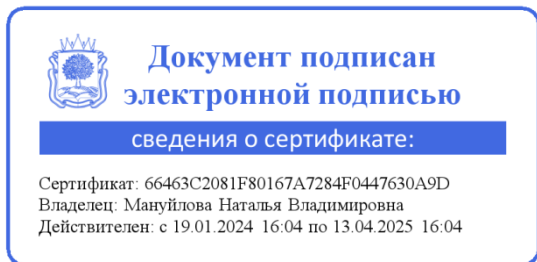 Документ подписан
электронной подписью
сведения о сертификате:
Сертификат: 66463C2081F80167A7284F0447630A9D
Владелец: Мануйлова Наталья Владимировна
Действителен: с 19.01.2024 16:04 по 13.04.2025 16:04